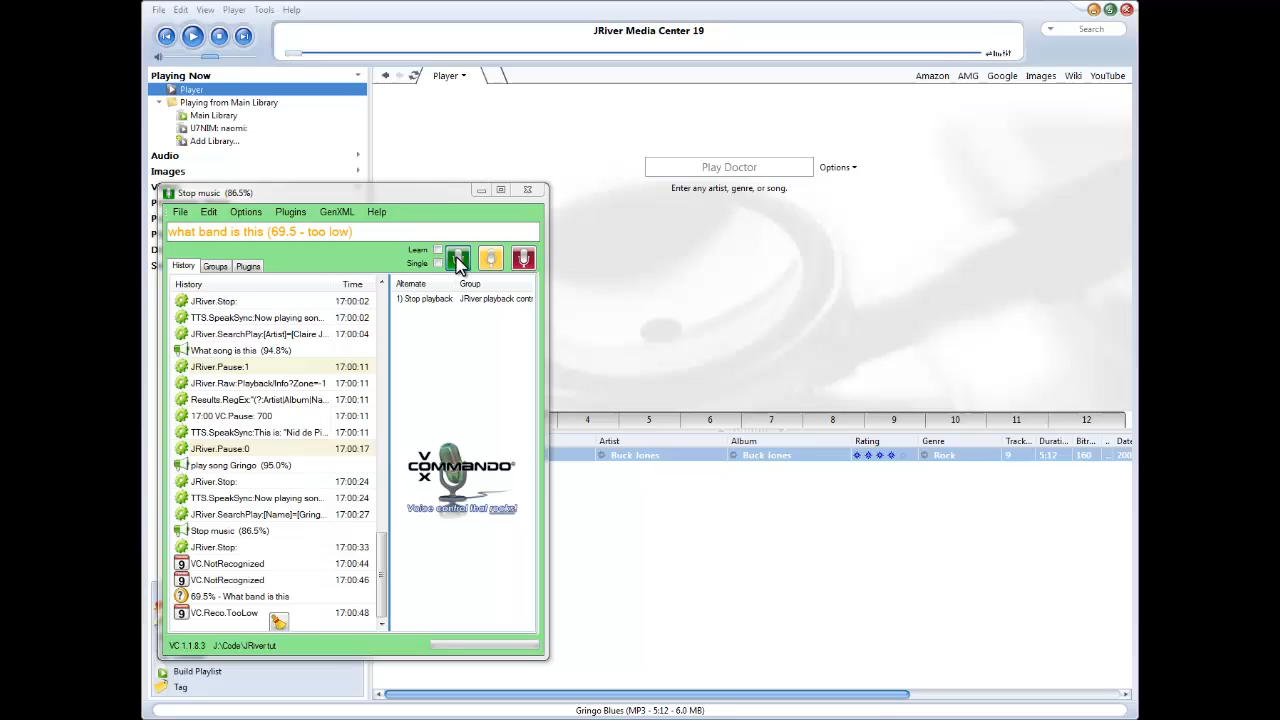 File Edit View Player Tools Help
JRiver Media Center 19
Search
Playing Now
Player
Playing from Main Library
Main Library
U7NIM: naomi:
Add Library...
Audio
Images
Player
Amazon AMG Google Images Wiki YouTube
Play Doctor
Options
Enter any artist, genre, or song.
Stop music (86.5%)
File Edit Options Plugins GenXML Help
what band is this (69.5 - too low)
Learn
Single
History Groups Plugins
History Time
JRiver.Stop: 17:00:02
TTS.SpeakSync:Now playing son... 17:00:02
JRiver.SearchPlay:[Artist]=[Claire J... 17:00:04
What song is this (94.8%)
JRiver.Pause:1 17:00:11
JRiver.Raw:Playback/Info?Zone=-1 17:00:11
Results.RegEx:"(?:Artist|Album|Na... 17:00:11
17:00 VC.Pause: 700 17:00:11
TTS.SpeakSync:This is: "Nid de Pi... 17:00:11
JRiver.Pause:0 17:00:17
play song Gringo (95.0%)
JRiver.Stop: 17:00:24
TTS.SpeakSync:Now playing son... 17:00:24
JRiver.SearchPlay:[Name]=[Gring... 17:00:27
Stop music (86.5%)
JRiver.Stop: 17:00:33
9 VC.NotRecognized 17:00:44
9 VC.NotRecognized 17:00:46
? 69.5% - What band is this
9 VC.Reco.TooLow 17:00:48
Alternate Group
1) Stop playback JRiver playback cont
VOX COMMANDO
Voice control that rocks!
VC 1.1.8.3 J:\Code\JRiver tut
4 5 6 7 8 9 10 11 12
Artist Album Rating Genre Track... Durati... Bitr... .. Date
Buck Jones Buck Jones Rock 9 5:12 160 200
Build Playlist
Tag
Gringo Blues (MP3 - 5:12 - 6.0 MB)